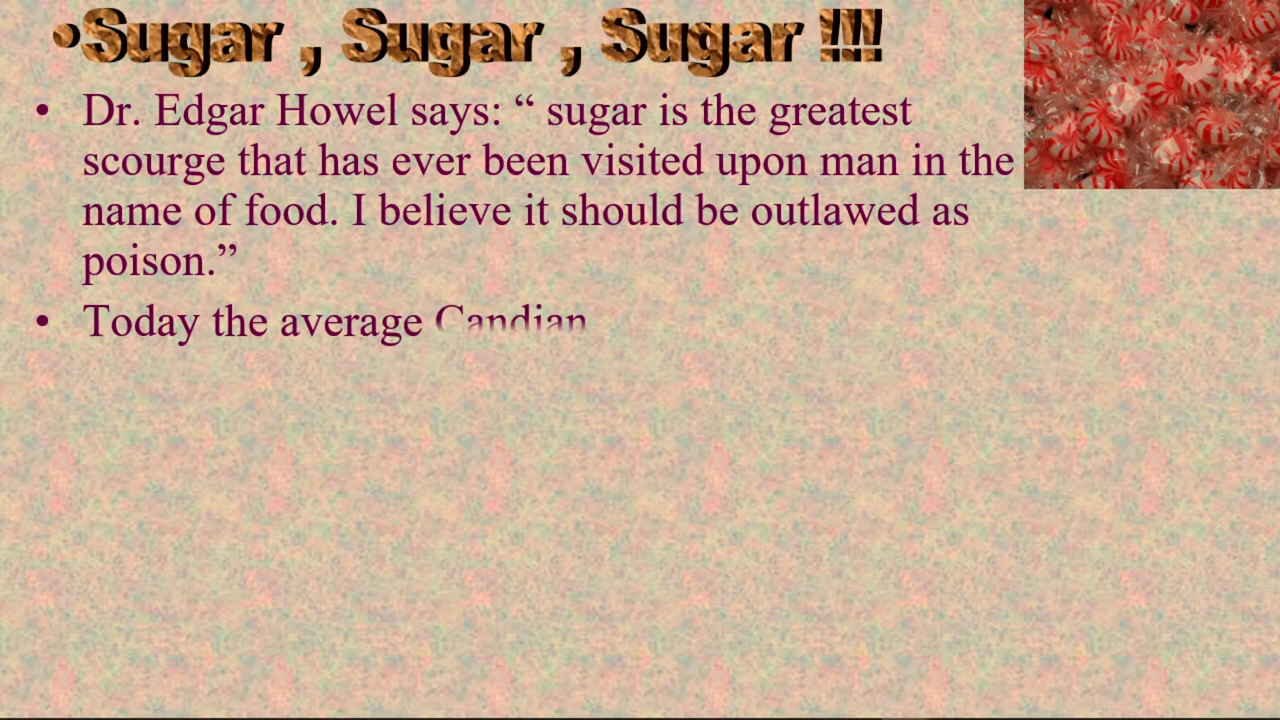 •Sugar , Sugar , Sugar !!!
• Dr. Edgar Howel says: “ sugar is the greatest
scourge that has ever been visited upon man in the
name of food. I believe it should be outlawed as
poison.”
• Today the average Candian